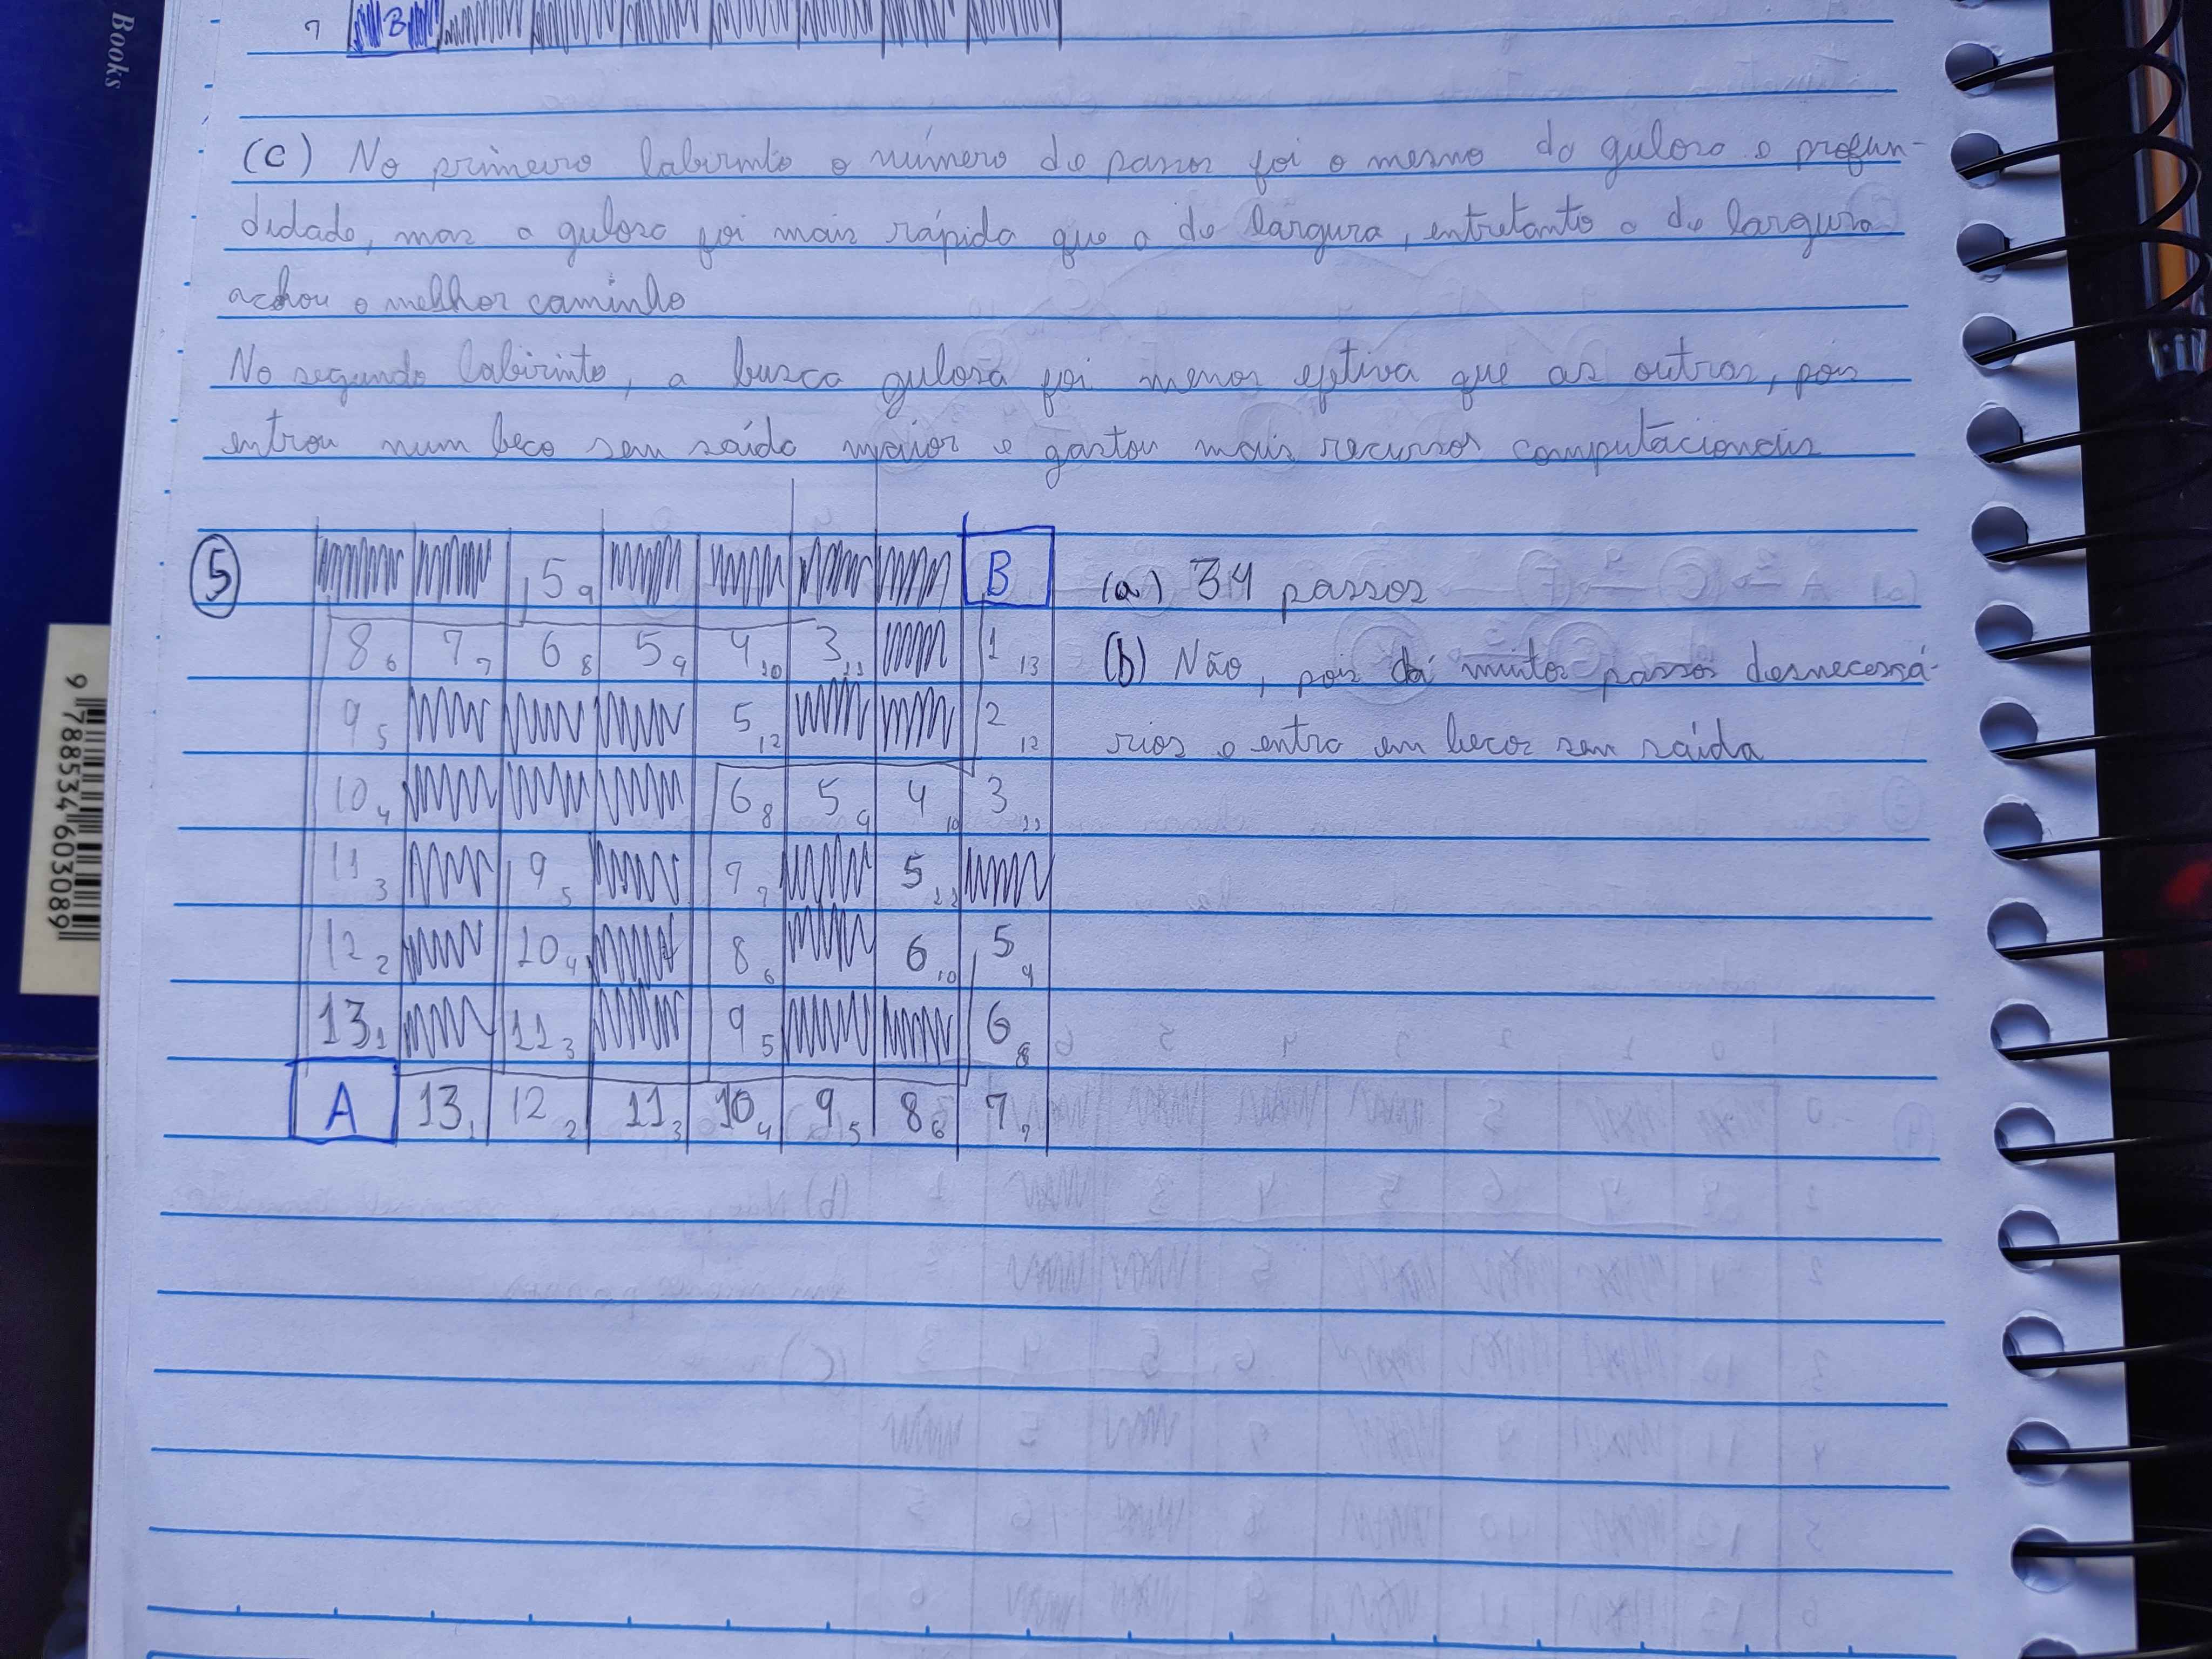 Books
7 B
(c) No primeiro labirinto o número de passos foi o mesmo do guloso e profun-
didade, mas a gulosa foi mais rápida que a de largura, entretanto a de largura
achou o melhor caminho
No segundo labirinto, a busca gulosa foi menos efetiva que as outras, pois
entrou num beco sem saída maior e gastou mais recursos computacionais
5 5 9 B (a) 34 passos
8 6 7 7 6 8 5 9 4 10 3 11 1 13 (b) Não, pois dá muitos passos desnecessá-
9 5 5 12 2 12 rios e entra em becos sem saída
10 4 6 8 5 9 4 10 3 11
11 3 9 5 7 7 5 11
12 2 10 4 8 6 6 10 5 9
13 1 11 3 9 5 6 8
A 13 1 12 2 11 3 10 4 9 5 8 6 7 7
9 788534 603089